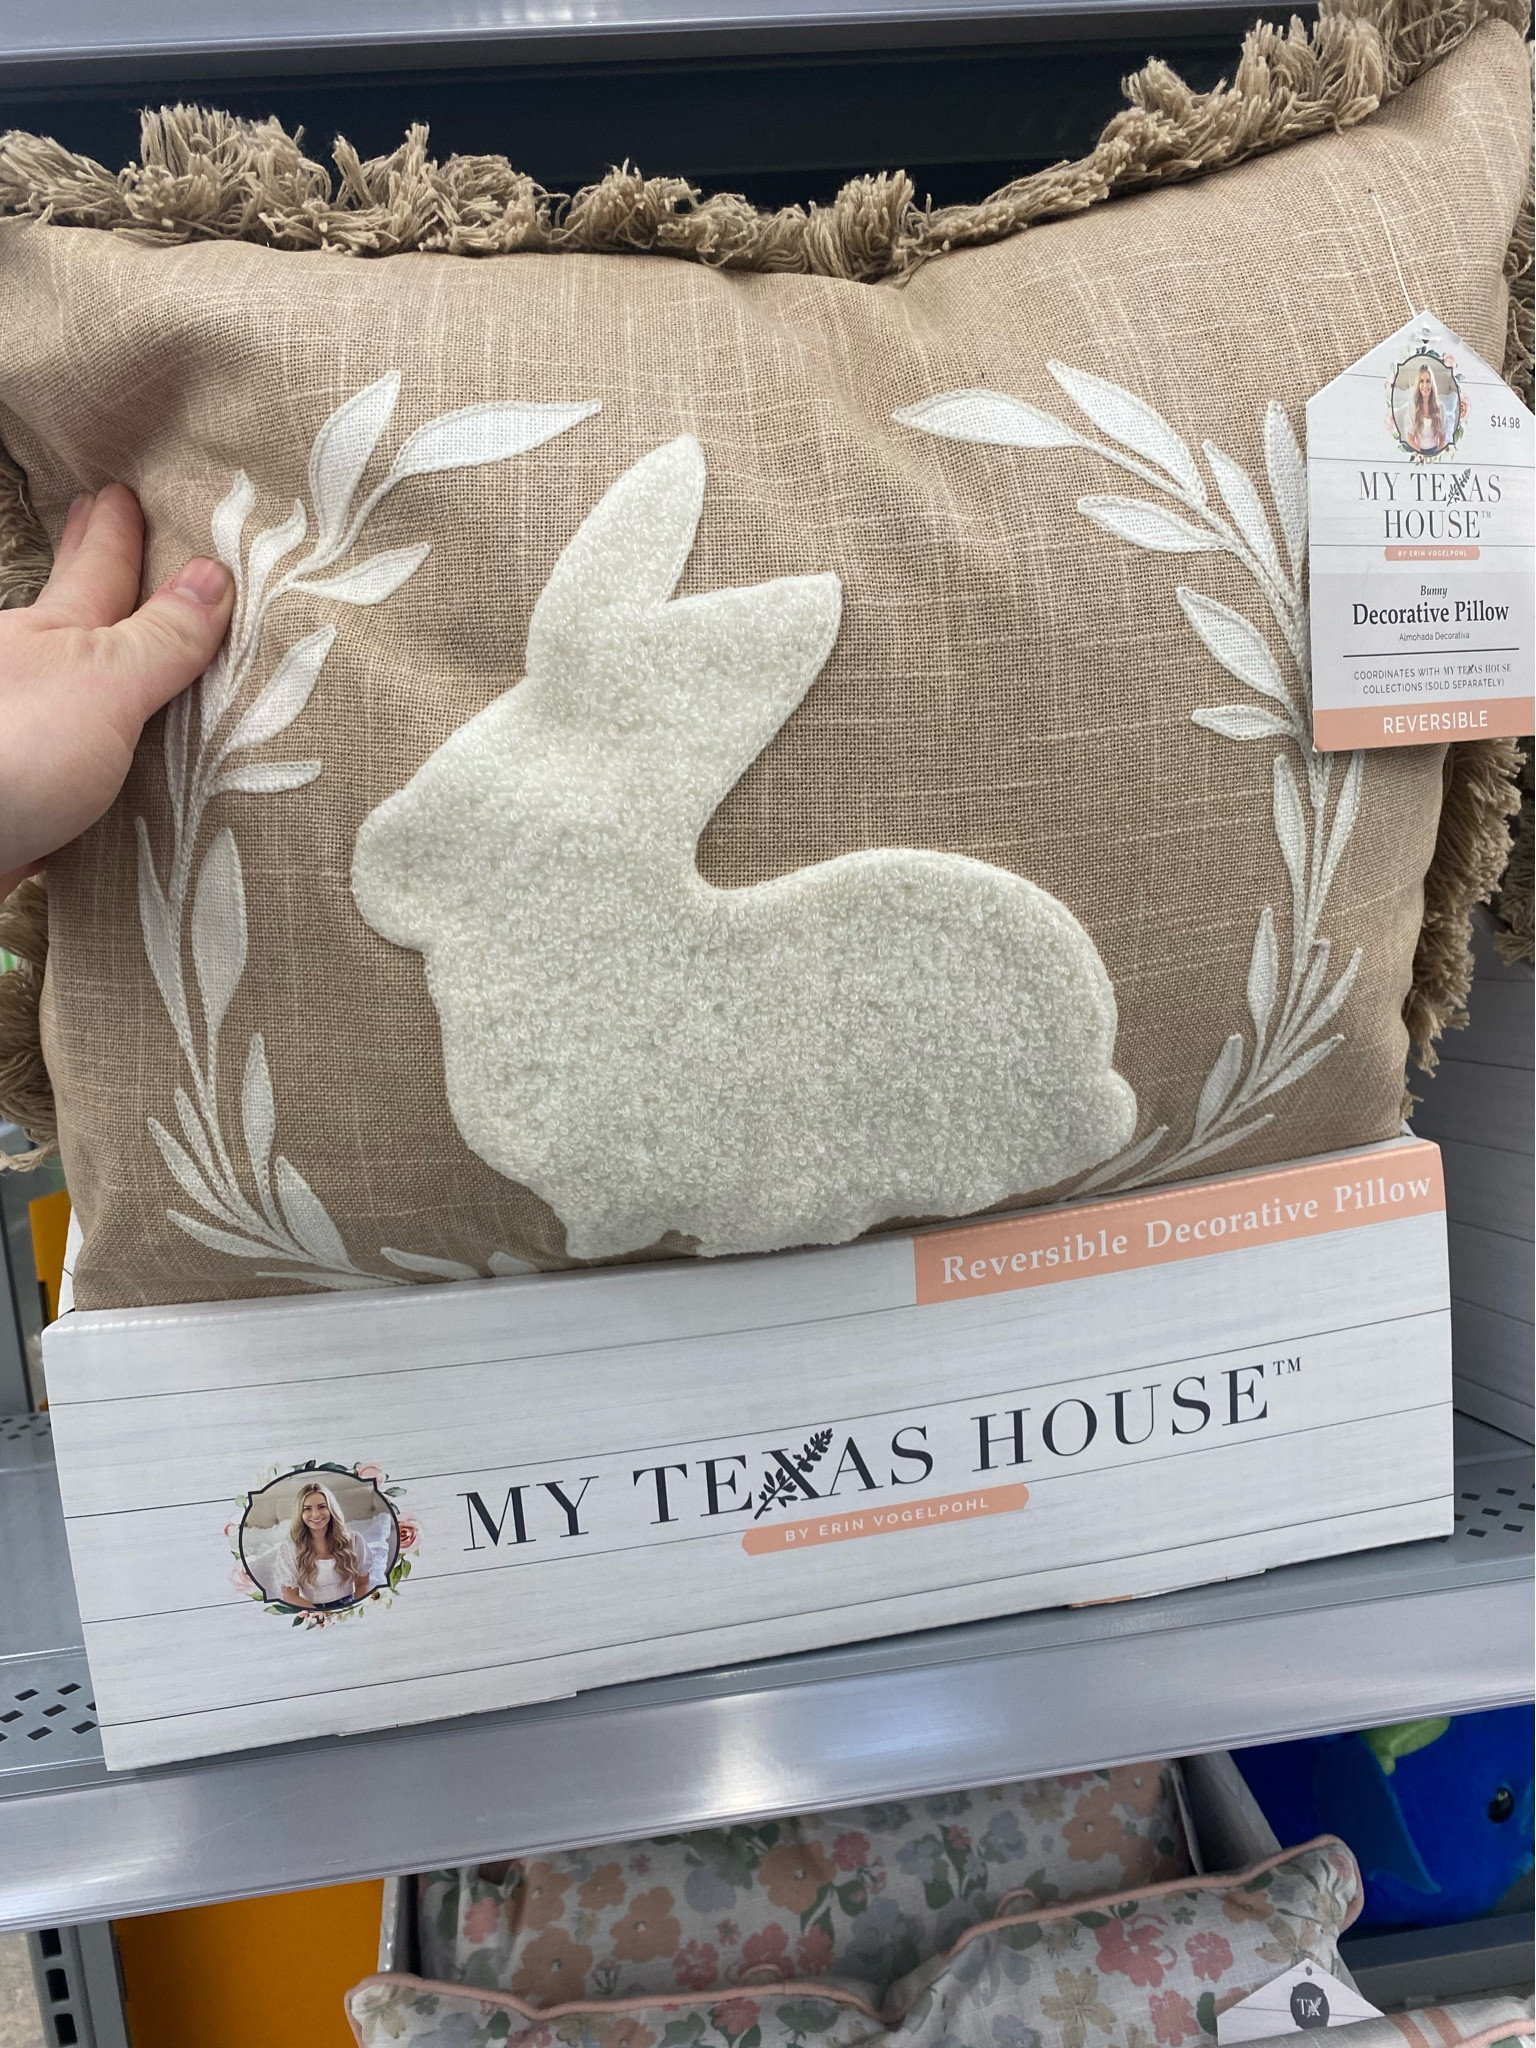 $14.98
MY TEXAS
HOUSE™
BY ERIN VOGELPOHL
Bunny
Decorative Pillow
Almohada Decorativa
COORDINATES WITH MY TEXAS HOUSE
COLLECTIONS (SOLD SEPARATELY)
REVERSIBLE
Reversible Decorative Pillow
MY TEXAS HOUSE™
BY ERIN VOGELPOHL
TX